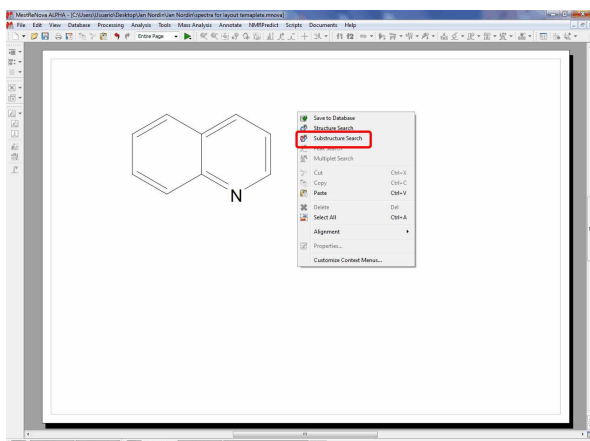 MestReNova ALPHA - [C:\Users\Usuario\Desktop\Jan Nordin\Jan Nordin\spectra for layout temaplate.mnova]
File Edit View Database Processing Analysis Tools Mass Analysis Annotate NMRPredict Scripts Documents Help
Entire Page
Save to Database
Structure Search
Substructure Search
Multiplet Search
Cut Ctrl+X
Copy Ctrl+C
Paste Ctrl+V
Delete Del
Select All Ctrl+A
Alignment
Properties...
Customize Context Menus...
N